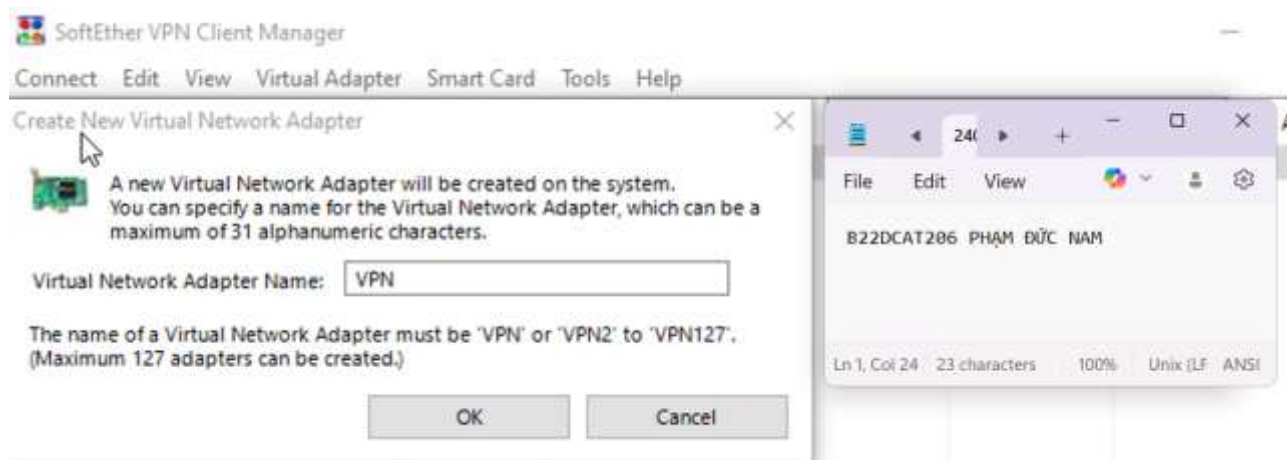 SoftEther VPN Client Manager
Connect Edit View Virtual Adapter Smart Card Tools Help
Create New Virtual Network Adapter
A new Virtual Network Adapter will be created on the system.
You can specify a name for the Virtual Network Adapter, which can be a
maximum of 31 alphanumeric characters.
Virtual Network Adapter Name: VPN
The name of a Virtual Network Adapter must be 'VPN' or 'VPN2' to 'VPN127'.
(Maximum 127 adapters can be created.)
OK Cancel
File Edit View
B22DCAT206 PHẠM ĐỨC NAM
Ln 1, Col 24 23 characters 100% Unix (LF ANSI